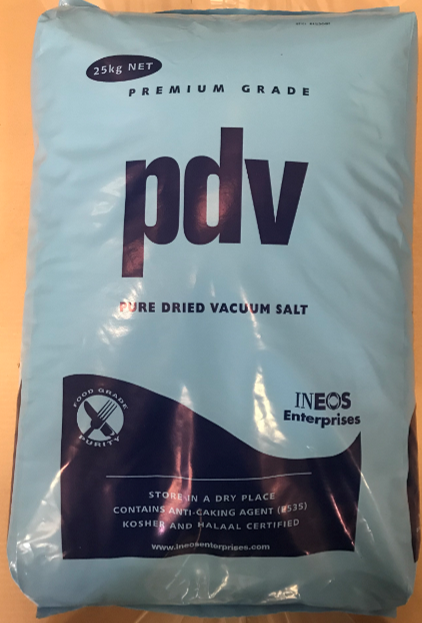 25kg NET
PREMIUM GRADE
pdv
PURE DRIED VACUUM SALT
FOOD GRADE
PURITY
INEOS
Enterprises
STORE IN A DRY PLACE
CONTAINS ANTI-CAKING AGENT (E535)
KOSHER AND HALAAL CERTIFIED
www.ineosenterprises.com